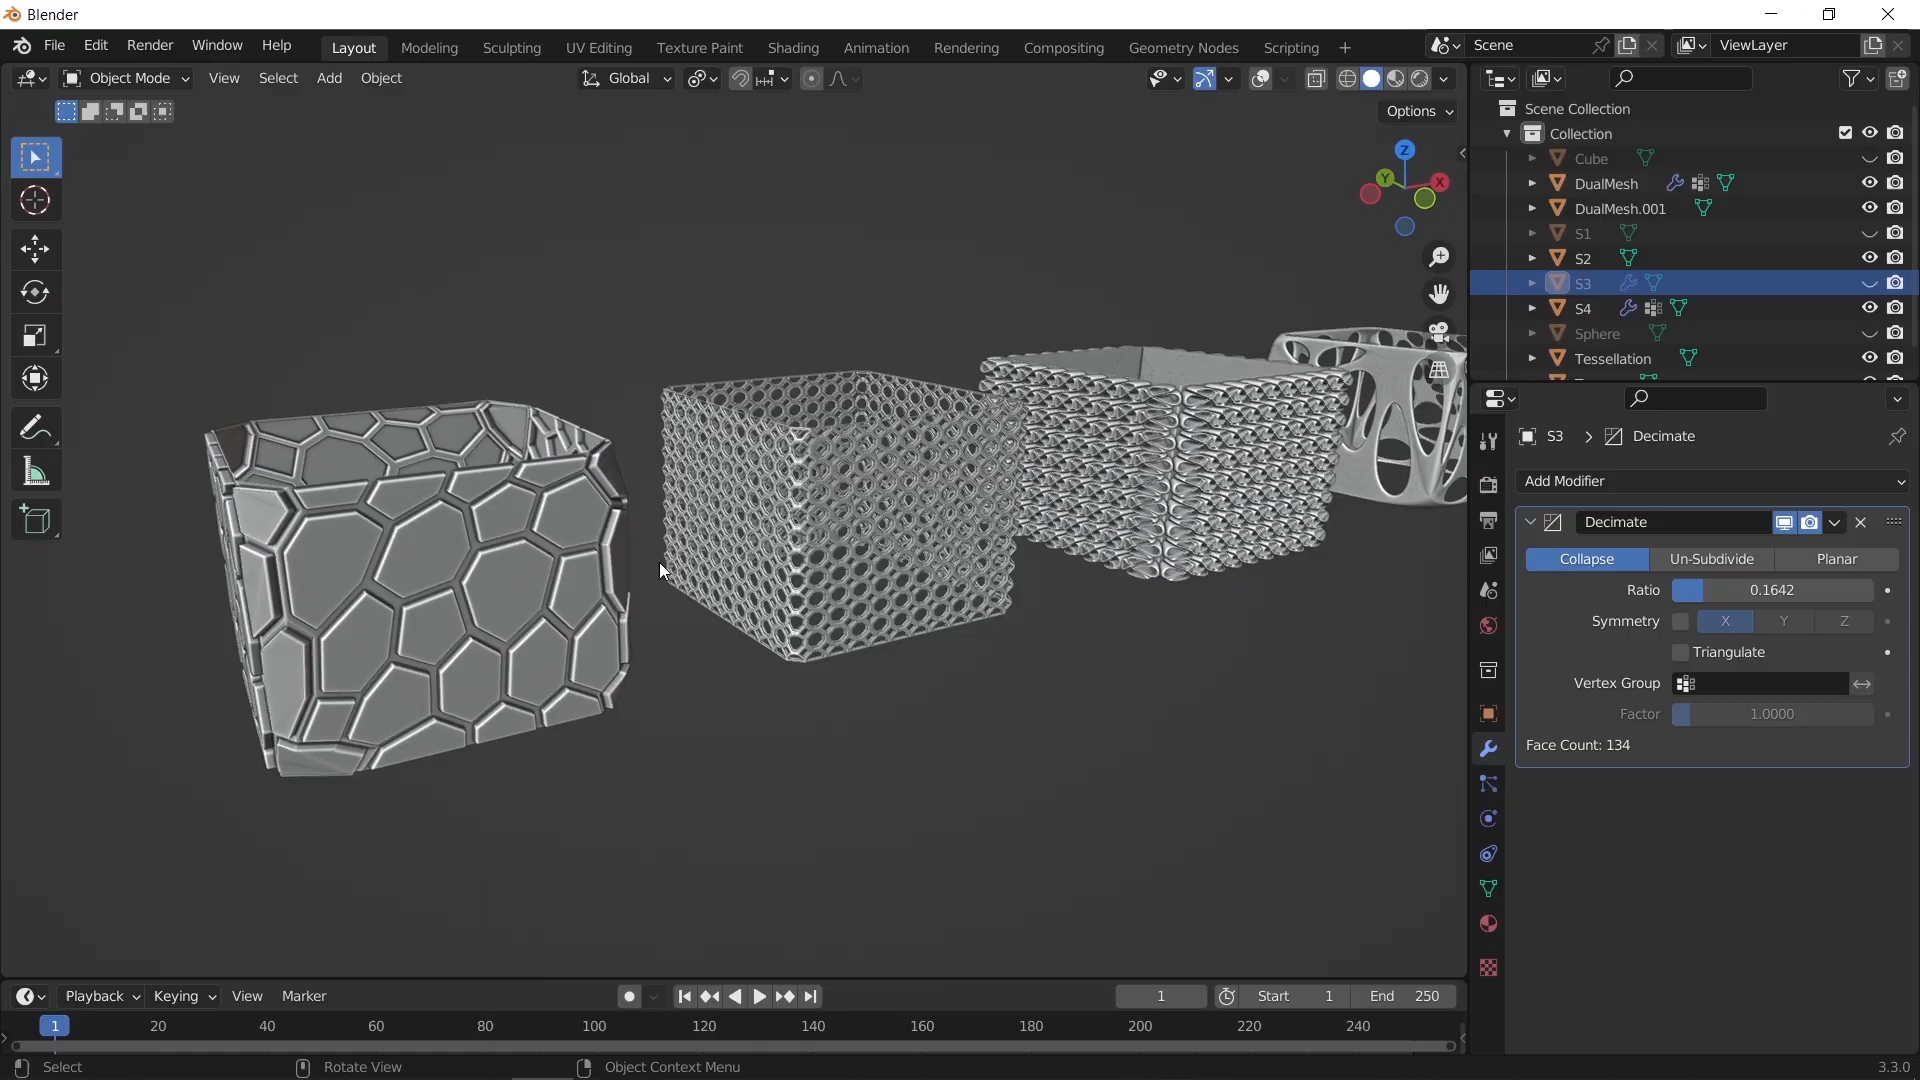 Blender
File Edit Render Window Help Layout Modeling Sculpting UV Editing Texture Paint Shading Animation Rendering Compositing Geometry Nodes Scripting + Scene ViewLayer
Object Mode View Select Add Object Global
Options
Z
Y X
Scene Collection
Collection
Cube
DualMesh
DualMesh.001
S1
S2
S3
S4
Sphere
Tessellation
S3 > Decimate
Add Modifier
Decimate
Collapse Un-Subdivide Planar
Ratio 0.1642
Symmetry X Y Z
Triangulate
Vertex Group
Factor 1.0000
Face Count: 134
Playback Keying View Marker 1 Start 1 End 250
1 20 40 60 80 100 120 140 160 180 200 220 240
Select Rotate View Object Context Menu 3.3.0